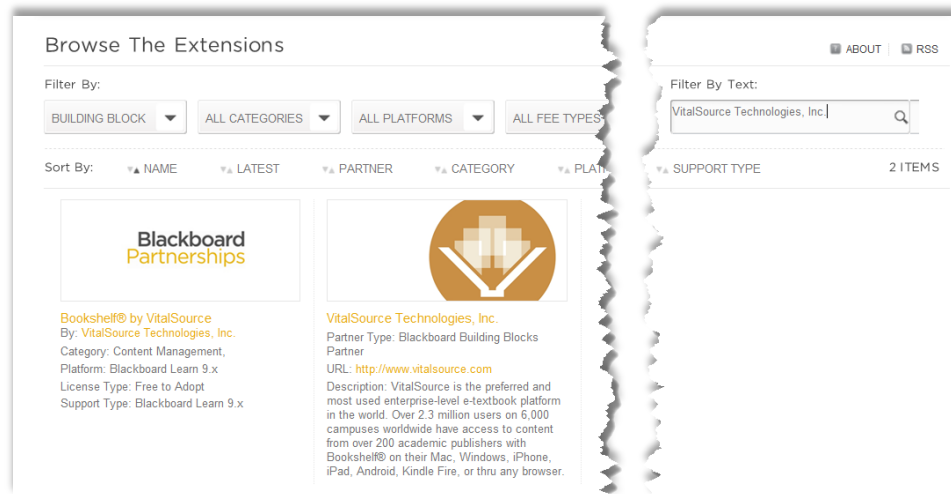 Browse The Extensions
ABOUT RSS
Filter By: Filter By Text:
BUILDING BLOCK ALL CATEGORIES ALL PLATFORMS ALL FEE TYPES VitalSource Technologies, Inc.
Sort By: NAME LATEST PARTNER CATEGORY SUPPORT TYPE 2 ITEMS
Blackboard
Partnerships
Bookshelf® by VitalSource
By: VitalSource Technologies, Inc.
Category: Content Management,
Platform: Blackboard Learn 9.x
License Type: Free to Adopt
Support Type: Blackboard Learn 9.x
VitalSource Technologies, Inc.
Partner Type: Blackboard Building Blocks
Partner
URL: http://www.vitalsource.com
Description: VitalSource is the preferred and
most used enterprise-level e-textbook platform
in the world. Over 2.3 million users on 6,000
campuses worldwide have access to content
from over 200 academic publishers with
Bookshelf® on their Mac, Windows, iPhone,
iPad, Android, Kindle Fire, or thru any browser.